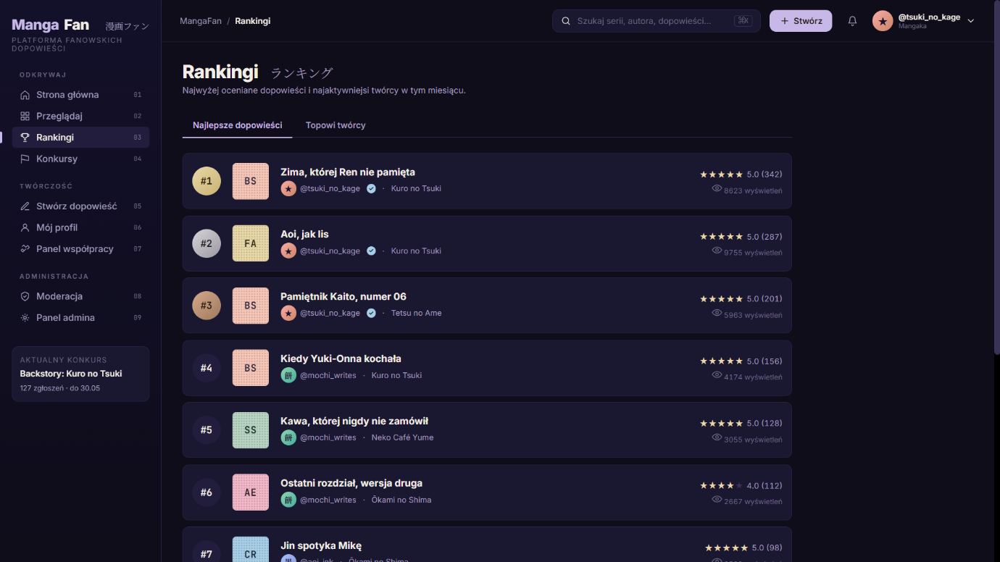 Manga Fan 漫画ファン
PLATFORMA FANOWSKICH
DOPOWIEŚCI
ODKRYWAJ
Strona główna 01
Przeglądaj 02
Rankingi 03
Konkursy 04
TWÓRCZOŚĆ
Stwórz dopowieść 05
Mój profil 06
Panel współpracy 07
ADMINISTRACJA
Moderacja 08
Panel admina 09
AKTUALNY KONKURS
Backstory: Kuro no Tsuki
127 zgłoszeń · do 30.05
MangaFan / Rankingi
Szukaj serii, autora, dopowieści... ⌘K
+ Stwórz
@tsuki_no_kage
Mangaka
Rankingi ランキング
Najwyżej oceniane dopowieści i najaktywniejsi twórcy w tym miesiącu.
Najlepsze dopowieści Topowi twórcy
#1 BS
Zima, której Ren nie pamięta
@tsuki_no_kage · Kuro no Tsuki
★★★★★ 5.0 (342)
8623 wyświetleń
#2 FA
Aoi, jak lis
@tsuki_no_kage · Kuro no Tsuki
★★★★★ 5.0 (287)
9755 wyświetleń
#3 BS
Pamiętnik Kaito, numer 06
@tsuki_no_kage · Tetsu no Ame
★★★★★ 5.0 (201)
5963 wyświetleń
#4 BS
Kiedy Yuki-Onna kochała
餅 @mochi_writes · Kuro no Tsuki
★★★★★ 5.0 (156)
4174 wyświetleń
#5 SS
Kawa, której nigdy nie zamówił
餅 @mochi_writes · Neko Café Yume
★★★★★ 5.0 (128)
3055 wyświetleń
#6 AE
Ostatni rozdział, wersja druga
餅 @mochi_writes · Ōkami no Shima
★★★★★ 4.0 (112)
2667 wyświetleń
#7 CR
Jin spotyka Mikę
@aoi_ink · Ōkami no Shima
★★★★★ 5.0 (98)